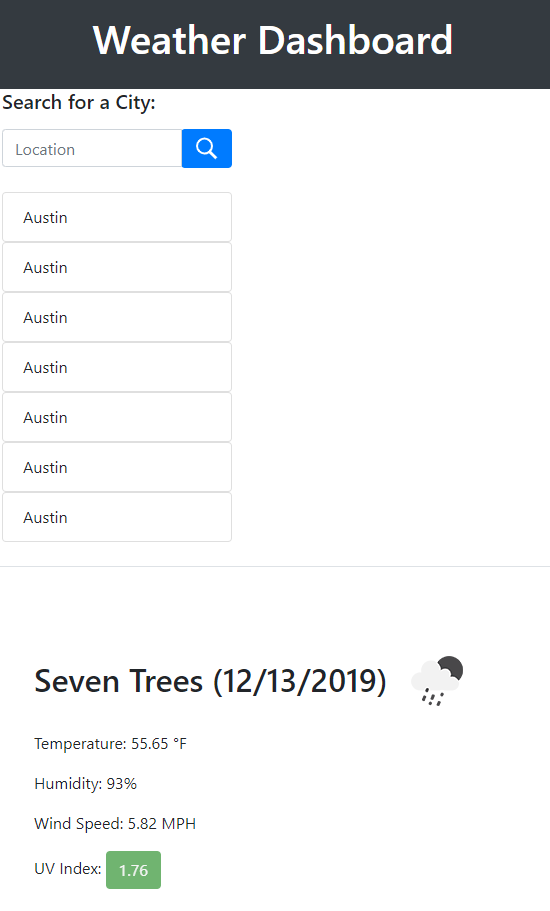 Weather Dashboard
Search for a City:
Location
Austin
Austin
Austin
Austin
Austin
Austin
Austin
Seven Trees (12/13/2019)
Temperature: 55.65 °F
Humidity: 93%
Wind Speed: 5.82 MPH
UV Index: 1.76